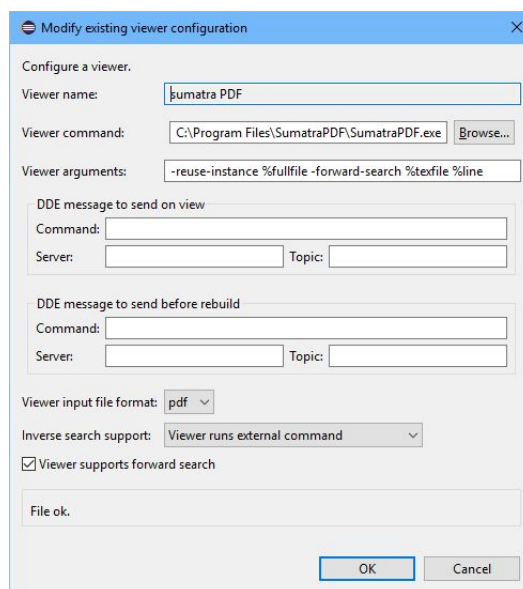 Modify existing viewer configuration
Configure a viewer.
Viewer name: sumatra PDF
Viewer command: C:\Program Files\SumatraPDF\SumatraPDF.exe Browse...
Viewer arguments: -reuse-instance %fullfile -forward-search %texfile %line
DDE message to send on view
Command:
Server: Topic:
DDE message to send before rebuild
Command:
Server: Topic:
Viewer input file format: pdf
Inverse search support: Viewer runs external command
Viewer supports forward search
File ok.
OK Cancel